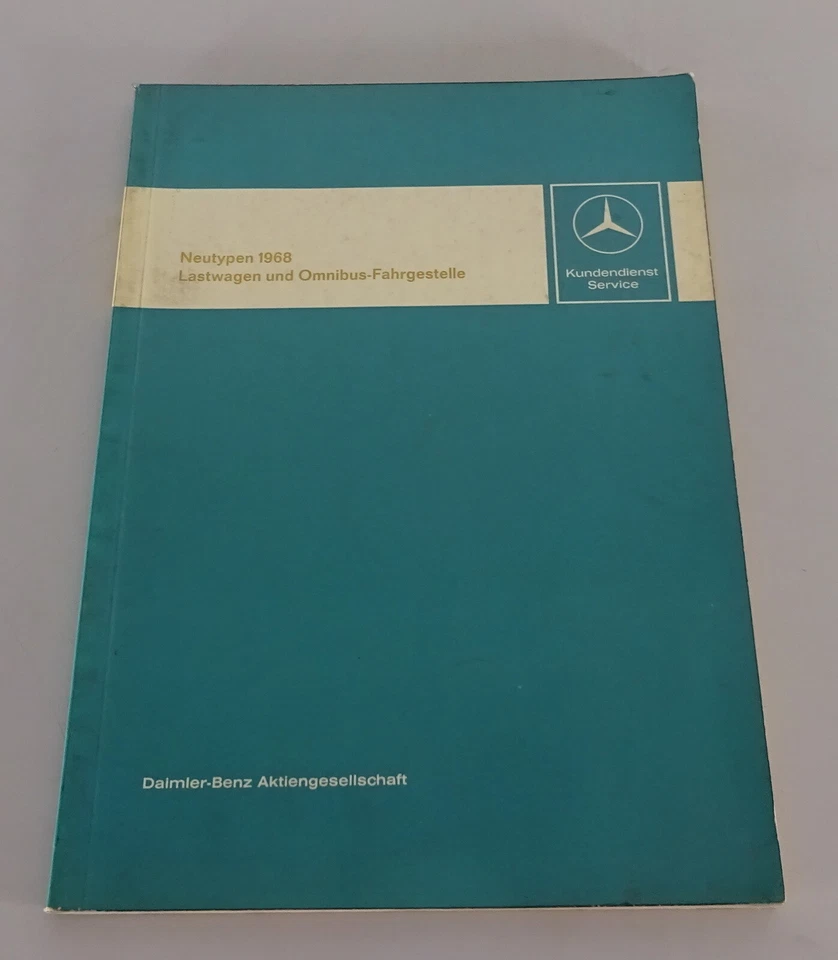 Neutypen 1968
Lastwagen und Omnibus-Fahrgestelle
Kundendienst
Service
Daimler-Benz Aktiengesellschaft